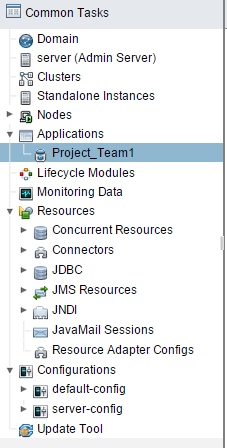 Common Tasks
Domain
server (Admin Server)
Clusters
Standalone Instances
Nodes
Applications
Project_Team1
Lifecycle Modules
Monitoring Data
Resources
Concurrent Resources
Connectors
JDBC
JMS Resources
JNDI
JavaMail Sessions
Resource Adapter Configs
Configurations
default-config
server-config
Update Tool